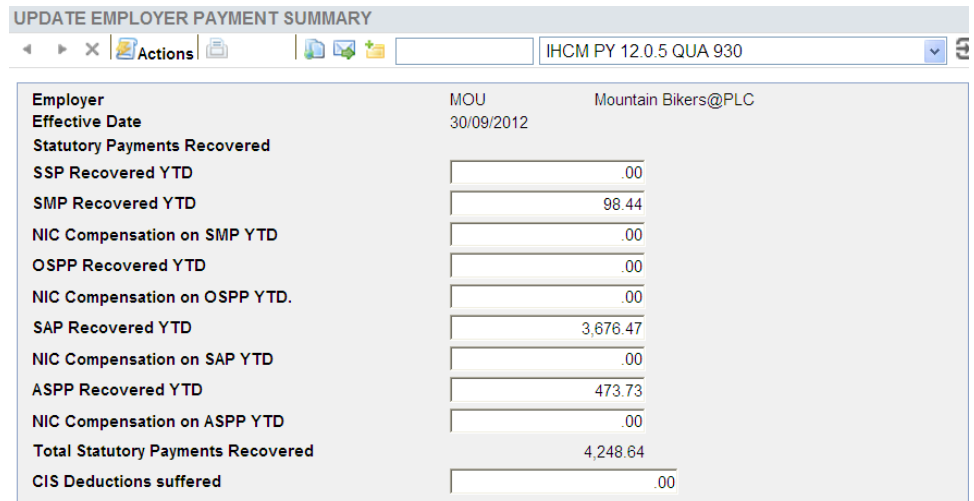 UPDATE EMPLOYER PAYMENT SUMMARY
Actions IHCM PY 12.0.5 QUA 930
Employer MOU Mountain Bikers@PLC
Effective Date 30/09/2012
Statutory Payments Recovered
SSP Recovered YTD .00
SMP Recovered YTD 98.44
NIC Compensation on SMP YTD .00
OSPP Recovered YTD .00
NIC Compensation on OSPP YTD. .00
SAP Recovered YTD 3,676.47
NIC Compensation on SAP YTD .00
ASPP Recovered YTD 473.73
NIC Compensation on ASPP YTD .00
Total Statutory Payments Recovered 4,248.64
CIS Deductions suffered .00